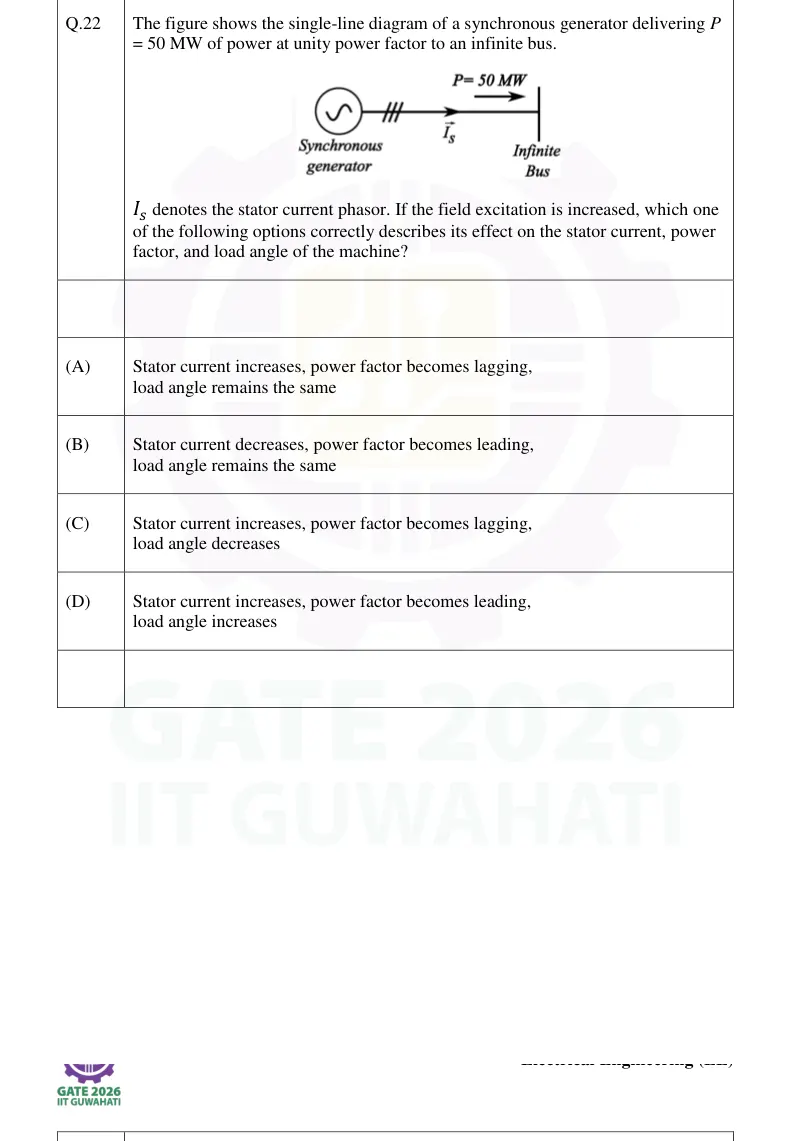 Q.22
The figure shows the single-line diagram of a synchronous generator delivering P
= 50 MW of power at unity power factor to an infinite bus.
P= 50 MW
I⃗s
Synchronous
generator
Infinite
Bus
Is denotes the stator current phasor. If the field excitation is increased, which one
of the following options correctly describes its effect on the stator current, power
factor, and load angle of the machine?
(A)
Stator current increases, power factor becomes lagging,
load angle remains the same
(B)
Stator current decreases, power factor becomes leading,
load angle remains the same
(C)
Stator current increases, power factor becomes lagging,
load angle decreases
(D)
Stator current increases, power factor becomes leading,
load angle increases
GATE 2026
IIT GUWAHATI
GATE 2026
IIT GUWAHATI